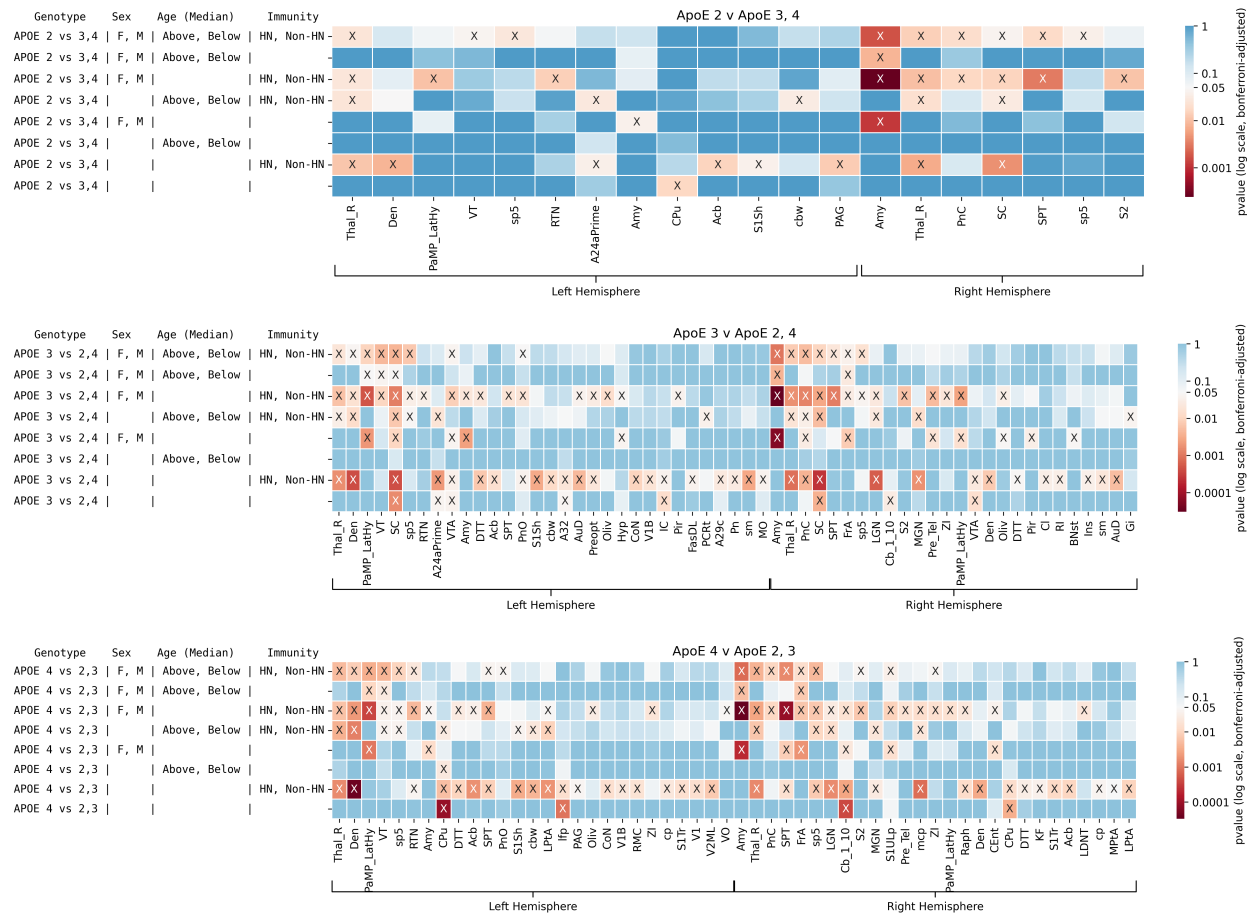 ApoE 2 v ApoE 3, 4
Genotype Sex Age (Median) Immunity
APOE 2 vs 3,4 | F, M | Above, Below | HN, Non-HN
APOE 2 vs 3,4 | F, M | Above, Below |
APOE 2 vs 3,4 | F, M | | HN, Non-HN
APOE 2 vs 3,4 | | Above, Below | HN, Non-HN
APOE 2 vs 3,4 | F, M | |
APOE 2 vs 3,4 | | Above, Below |
APOE 2 vs 3,4 | | | HN, Non-HN
APOE 2 vs 3,4 | | |
Thal_R Den PaMP_LatHy VT sp5 RTN A24aPrime Amy CPu Acb S1Sh cbw PAG Amy Thal_R PnC SC SPT sp5 S2
Left Hemisphere Right Hemisphere
1
0.1
0.05
0.01
0.001
pvalue (log scale, bonferroni-adjusted)
ApoE 3 v ApoE 2, 4
Genotype Sex Age (Median) Immunity
APOE 3 vs 2,4 | F, M | Above, Below | HN, Non-HN
APOE 3 vs 2,4 | F, M | Above, Below |
APOE 3 vs 2,4 | F, M | | HN, Non-HN
APOE 3 vs 2,4 | | Above, Below | HN, Non-HN
APOE 3 vs 2,4 | F, M | |
APOE 3 vs 2,4 | | Above, Below |
APOE 3 vs 2,4 | | | HN, Non-HN
APOE 3 vs 2,4 | | |
Thal_R Den PaMP_LatHy VT SC sp5 RTN A24aPrime VTA Amy DTT Acb SPT PnO S1Sh cbw A32 AuD Preopt Oliv Hyp CoN V1B IC Pir FasDL PCRt A29c Pn sm MO Amy Thal_R PnC SC SPT FrA sp5 LGN Cb_1_10 S2 MGN Pre_Tel ZI PaMP_LatHy VTA Den Oliv DTT Pir Cl RI BNst Ins sm AuD Gi
Left Hemisphere Right Hemisphere
1
0.1
0.05
0.01
0.001
0.0001
pvalue (log scale, bonferroni-adjusted)
ApoE 4 v ApoE 2, 3
Genotype Sex Age (Median) Immunity
APOE 4 vs 2,3 | F, M | Above, Below | HN, Non-HN
APOE 4 vs 2,3 | F, M | Above, Below |
APOE 4 vs 2,3 | F, M | | HN, Non-HN
APOE 4 vs 2,3 | | Above, Below | HN, Non-HN
APOE 4 vs 2,3 | F, M | |
APOE 4 vs 2,3 | | Above, Below |
APOE 4 vs 2,3 | | | HN, Non-HN
APOE 4 vs 2,3 | | |
Thal_R Den PaMP_LatHy VT sp5 RTN Amy CPu DTT Acb SPT PnO S1Sh cbw LPtA lfp PAG Oliv CoN V1B RMC ZI cp S1Tr V1 V2ML VO Amy Thal_R PnC SPT FrA sp5 LGN Cb_1_10 S2 MGN S1ULp Pre_Tel mcp ZI PaMP_LatHy Raph Den CEnt CPu DTT KF S1Tr Acb LDNT cp MPtA LPtA
Left Hemisphere Right Hemisphere
1
0.1
0.05
0.01
0.001
0.0001
pvalue (log scale, bonferroni-adjusted)